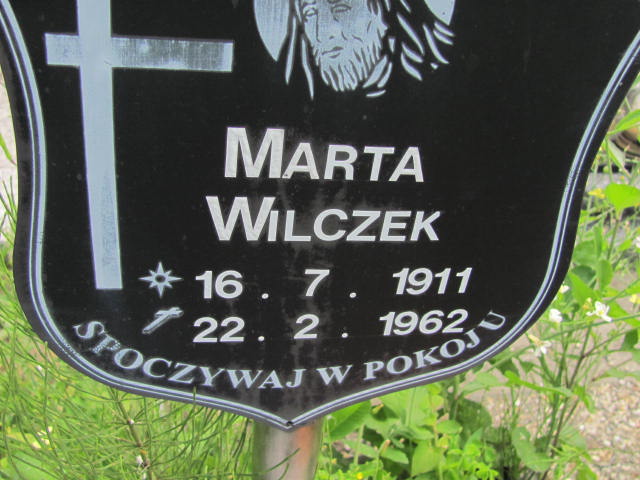 MARTA
WILCZEK
16 . 7 . 1911
22 . 2 . 1962
SPOCZYWAJ W POKOJU